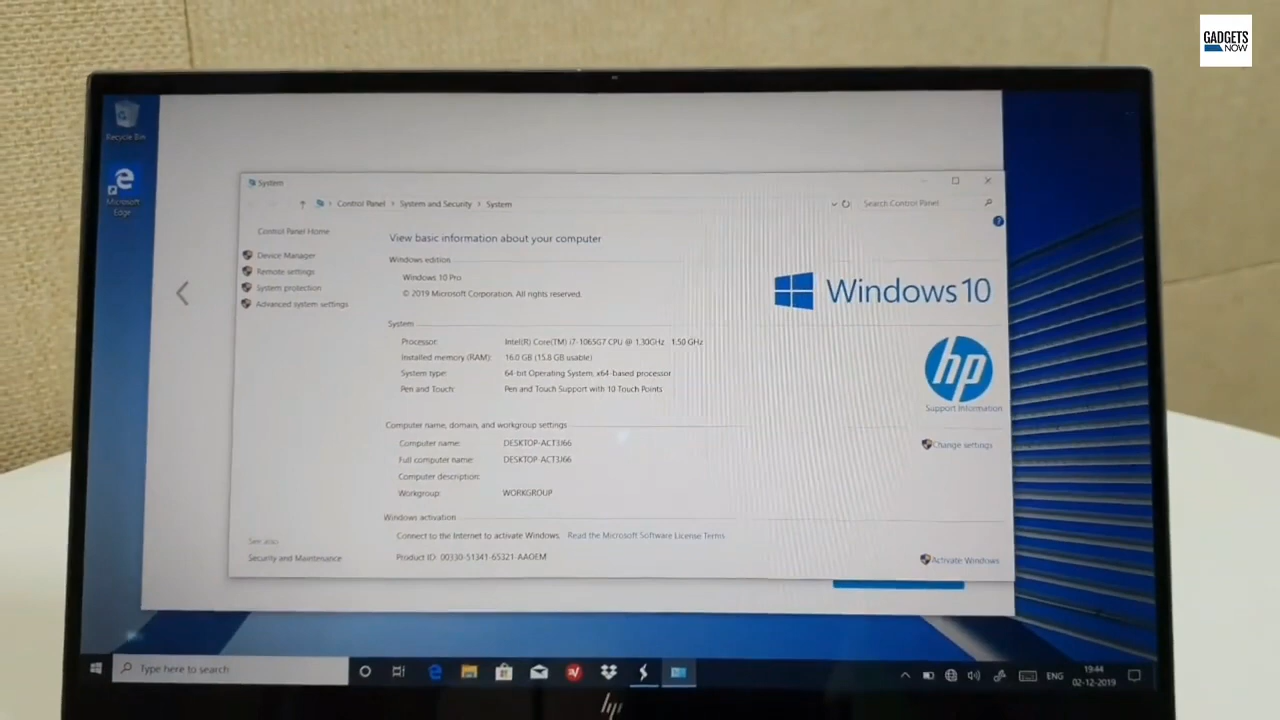 GADGETS
NOW
Recycle Bin
Microsoft
Edge
System
Control Panel > System and Security > System
Search Control Panel
Control Panel Home
Device Manager
Remote settings
System protection
Advanced system settings
View basic information about your computer
Windows edition
Windows 10 Pro
© 2019 Microsoft Corporation. All rights reserved.
Windows 10
System
Processor: Intel(R) Core(TM) i7-1065G7 CPU @ 1.30GHz 1.50 GHz
Installed memory (RAM): 16.0 GB (15.8 GB usable)
System type: 64-bit Operating System, x64-based processor
Pen and Touch: Pen and Touch Support with 10 Touch Points
hp
Support Information
Computer name, domain, and workgroup settings
Computer name: DESKTOP-ACT3J66
Change settings
Full computer name: DESKTOP-ACT3J66
Computer description:
Workgroup: WORKGROUP
Windows activation
Connect to the Internet to activate Windows. Read the Microsoft Software License Terms
Product ID: 00330-51341-65321-AAOEM
Activate Windows
See also
Security and Maintenance
Type here to search
ENG
19:44
02-12-2019
hp